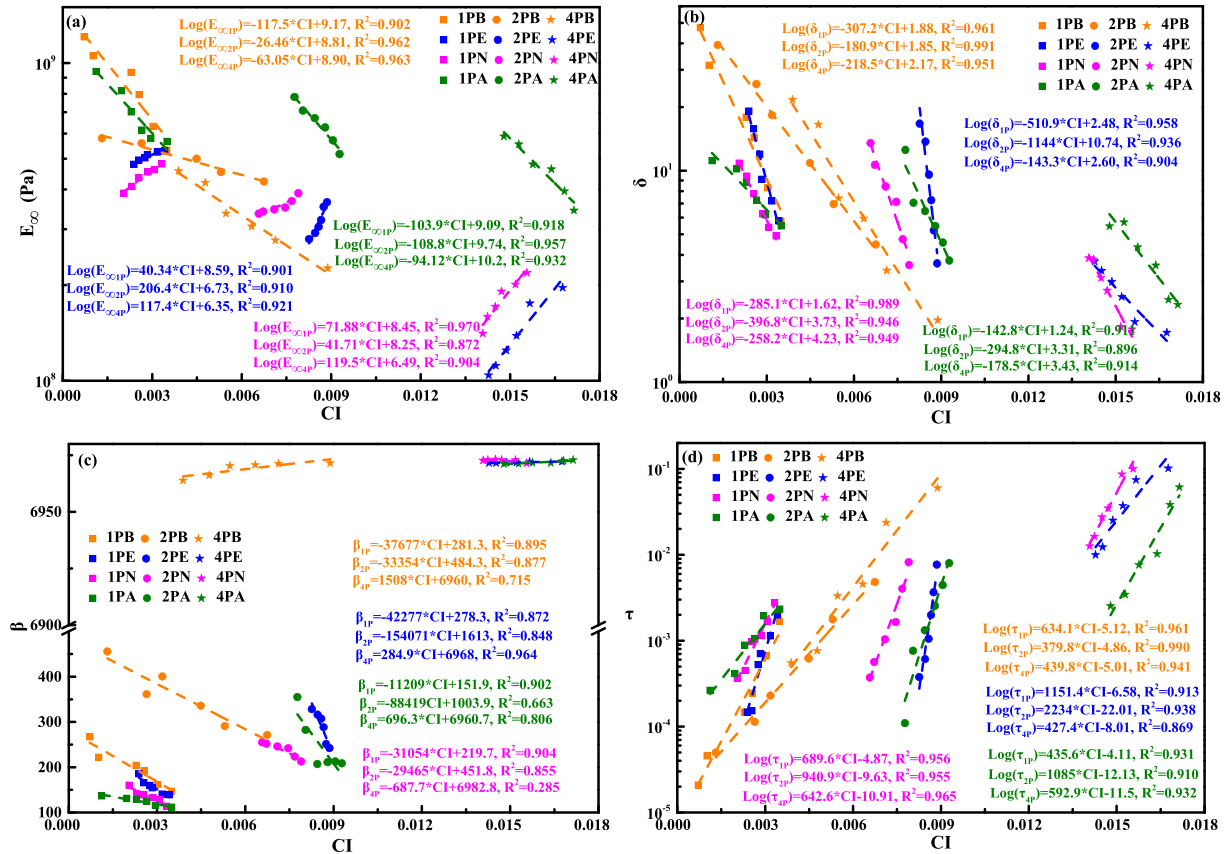 (a)
1PB 2PB 4PB
1PE 2PE 4PE
1PN 2PN 4PN
1PA 2PA 4PA
Log(E∞1P)=-117.5*CI+9.17, R²=0.902
Log(E∞2P)=-26.46*CI+8.81, R²=0.962
Log(E∞4P)=-63.05*CI+8.90, R²=0.963
Log(E∞1P)=-103.9*CI+9.09, R²=0.918
Log(E∞2P)=-108.8*CI+9.74, R²=0.957
Log(E∞4P)=-94.12*CI+10.2, R²=0.932
Log(E∞1P)=40.34*CI+8.59, R²=0.901
Log(E∞2P)=206.4*CI+6.73, R²=0.910
Log(E∞4P)=117.4*CI+6.35, R²=0.921
Log(E∞1P)=71.88*CI+8.45, R²=0.970
Log(E∞2P)=41.71*CI+8.25, R²=0.872
Log(E∞4P)=119.5*CI+6.49, R²=0.904
10⁹
10⁸
E∞ (Pa)
0.000 0.003 0.006 0.009 0.012 0.015 0.018
CI
(b)
1PB 2PB 4PB
1PE 2PE 4PE
1PN 2PN 4PN
1PA 2PA 4PA
Log(δ1P)=-307.2*CI+1.88, R²=0.961
Log(δ2P)=-180.9*CI+1.85, R²=0.991
Log(δ4P)=-218.5*CI+2.17, R²=0.951
Log(δ1P)=-510.9*CI+2.48, R²=0.958
Log(δ2P)=-1144*CI+10.74, R²=0.936
Log(δ4P)=-143.3*CI+2.60, R²=0.904
Log(δ1P)=-285.1*CI+1.62, R²=0.989
Log(δ2P)=-396.8*CI+3.73, R²=0.946
Log(δ4P)=-258.2*CI+4.23, R²=0.949
Log(δ1P)=-142.8*CI+1.24, R²=0.91
Log(δ2P)=-294.8*CI+3.31, R²=0.896
Log(δ4P)=-178.5*CI+3.43, R²=0.914
10¹
10⁰
δ
0.000 0.003 0.006 0.009 0.012 0.015 0.018
CI
(c)
1PB 2PB 4PB
1PE 2PE 4PE
1PN 2PN 4PN
1PA 2PA 4PA
β1P=-37677*CI+281.3, R²=0.895
β2P=-33354*CI+484.3, R²=0.877
β4P=1508*CI+6960, R²=0.715
β1P=-42277*CI+278.3, R²=0.872
β2P=-154071*CI+1613, R²=0.848
β4P=284.9*CI+6968, R²=0.964
β1P=-11209*CI+151.9, R²=0.902
β2P=-88419*CI+1003.9, R²=0.663
β4P=696.3*CI+6960.7, R²=0.806
β1P=-31054*CI+219.7, R²=0.904
β2P=-29465*CI+451.8, R²=0.855
β4P=-687.7*CI+6982.8, R²=0.285
6950
6900
400
350
300
250
200
150
100
β
0.000 0.003 0.006 0.009 0.012 0.015 0.018
CI
(d)
1PB 2PB 4PB
1PE 2PE 4PE
1PN 2PN 4PN
1PA 2PA 4PA
Log(τ1P)=634.1*CI-5.12, R²=0.961
Log(τ2P)=379.8*CI-4.86, R²=0.990
Log(τ4P)=439.8*CI-5.01, R²=0.941
Log(τ1P)=1151.4*CI-6.58, R²=0.913
Log(τ2P)=2234*CI-22.01, R²=0.938
Log(τ4P)=427.4*CI-8.01, R²=0.869
Log(τ1P)=689.6*CI-4.87, R²=0.956
Log(τ2P)=940.9*CI-9.63, R²=0.955
Log(τ4P)=642.6*CI-10.91, R²=0.965
Log(τ1P)=435.6*CI-4.11, R²=0.931
Log(τ2P)=1085*CI-12.13, R²=0.910
Log(τ4P)=592.9*CI-11.5, R²=0.932
10⁻¹
10⁻²
10⁻³
10⁻⁴
10⁻⁵
τ
0.000 0.003 0.006 0.009 0.012 0.015 0.018
CI